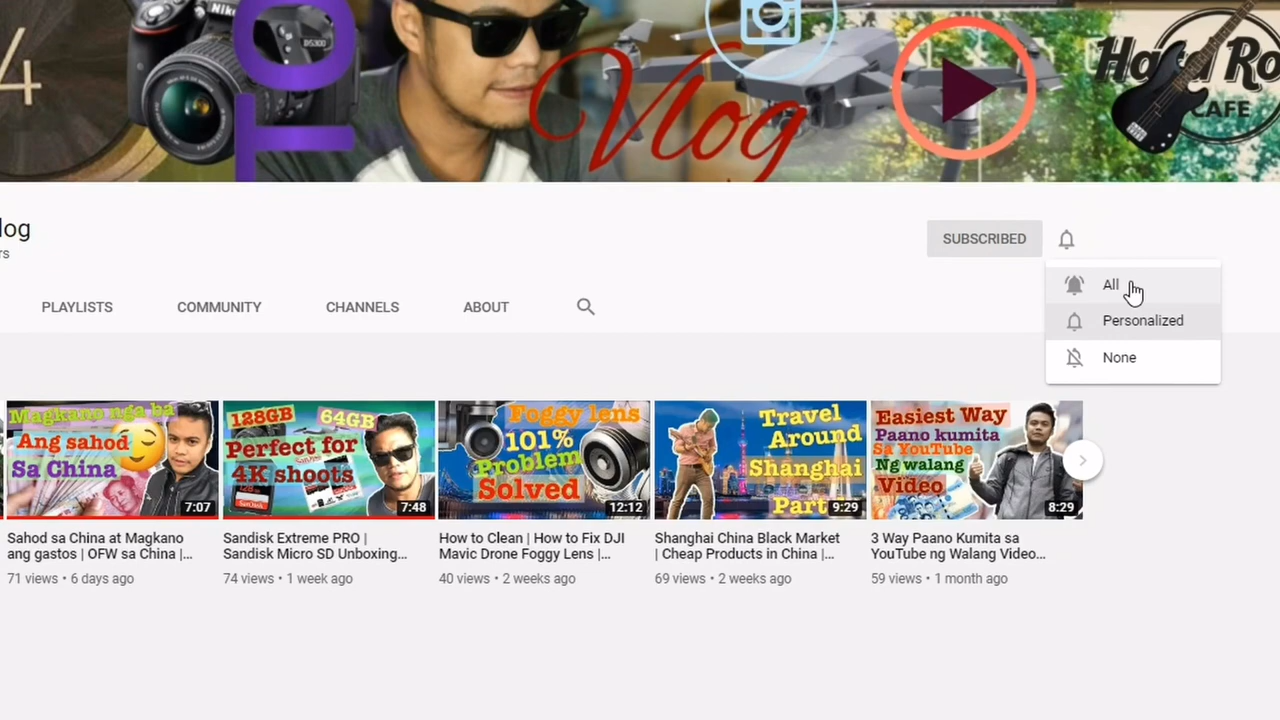 4
Nikon
D5300
TO
Vlog
Hard Ro
CAFE
log
rs
SUBSCRIBED
All
Personalized
None
PLAYLISTS
COMMUNITY
CHANNELS
ABOUT
Magkano nga ba
Ang sahod
Sa China
7:07
Sahod sa China at Magkano
ang gastos | OFW sa China |...
71 views • 6 days ago
128GB 64GB
Perfect for
4K shoots
7:48
Sandisk Extreme PRO |
Sandisk Micro SD Unboxing...
74 views • 1 week ago
Foggy lens
101%
Problem
Solved
12:12
How to Clean | How to Fix DJI
Mavic Drone Foggy Lens |...
40 views • 2 weeks ago
Travel
Around
Shanghai
Part
9:29
Shanghai China Black Market
| Cheap Products in China |...
69 views • 2 weeks ago
Easiest Way
Paano kumita
Sa YouTube
Ng walang
Video
8:29
3 Way Paano Kumita sa
YouTube ng Walang Video...
59 views • 1 month ago